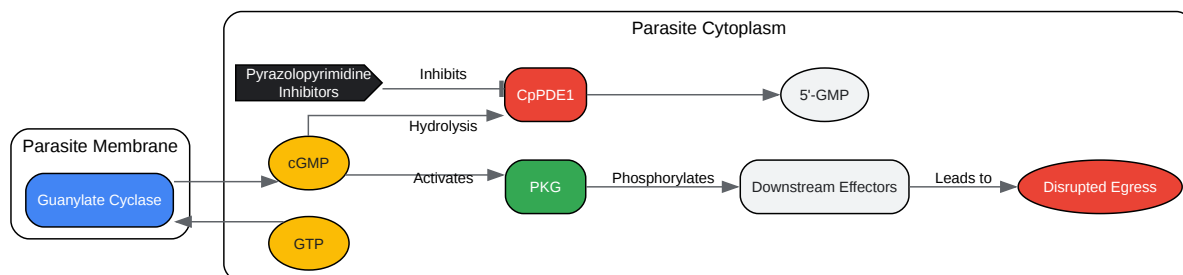 Parasite Cytoplasm
Pyrazolopyrimidine
Inhibitors
Inhibits
CpPDE1
5'-GMP
Hydrolysis
Parasite Membrane
cGMP
Guanylate Cyclase
Activates
PKG
Phosphorylates
Downstream Effectors
Leads to
Disrupted Egress
GTP